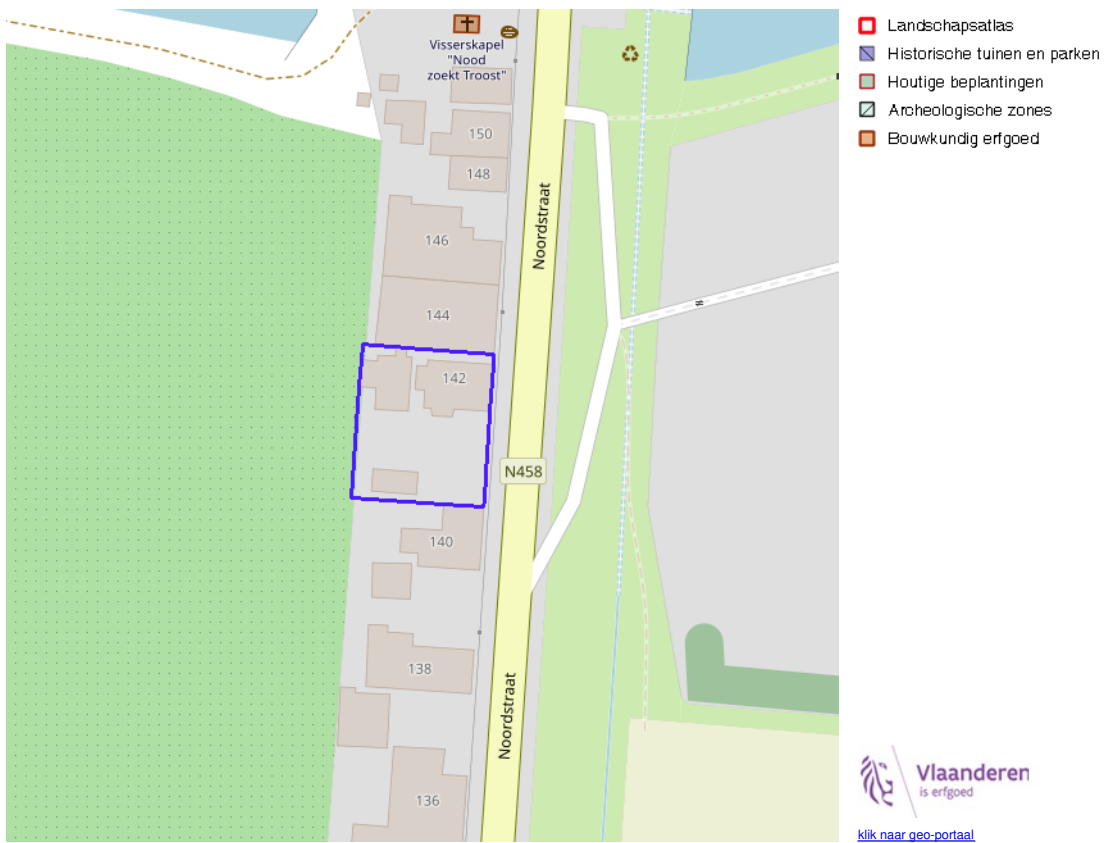 Visserskapel
"Nood
zoekt Troost"
150
148
146
144
142
140
138
136
Noordstraat
N458
Noordstraat
Landschapsatlas
Historische tuinen en parken
Houtige beplantingen
Archeologische zones
Bouwkundig erfgoed
Vlaanderen
is erfgoed
klik naar geo-portaal